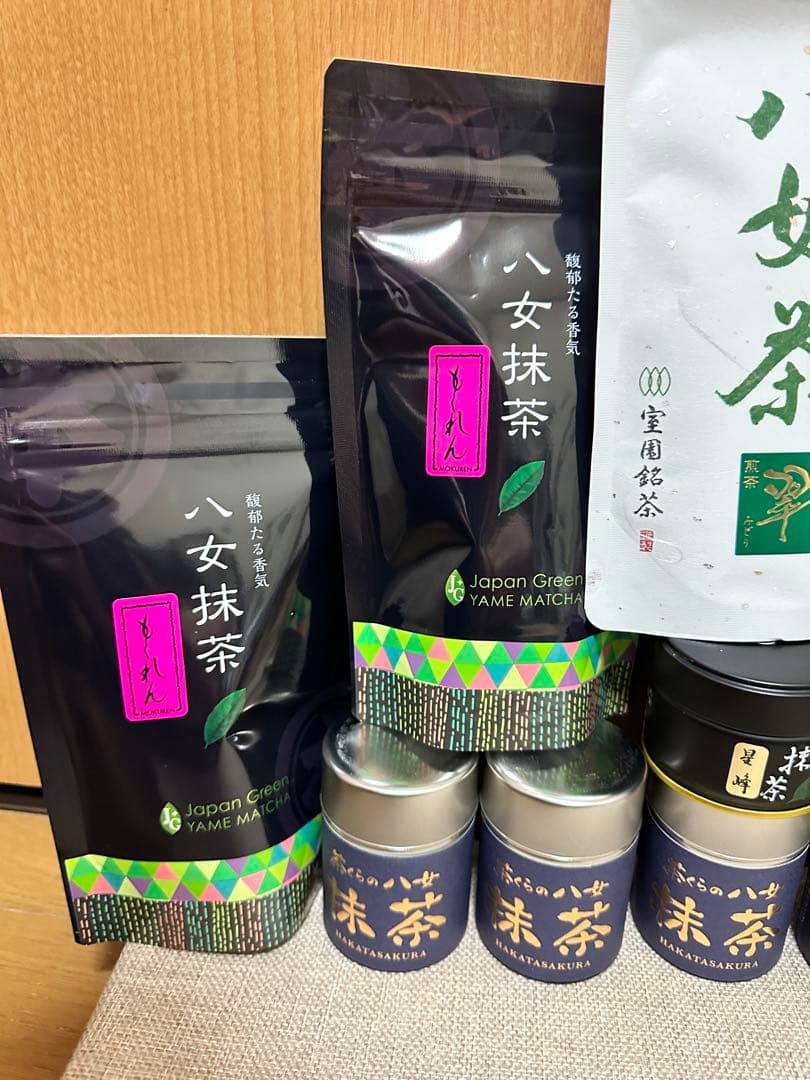 馥郁たる香気
八女抹茶
もくれん
MOKUREN
Japan Green
YAME MATCHA
馥郁たる香気
八女抹茶
もくれん
MOKUREN
Japan Green
YAME MATCHA
八女茶
室園銘茶
煎茶
翠
みどり
抹茶
星峰
くらの八女
抹茶
HAKATASAKURA
くらの八女
抹茶
HAKATASAKURA
くらの八女
抹茶
HAKATASAKURA